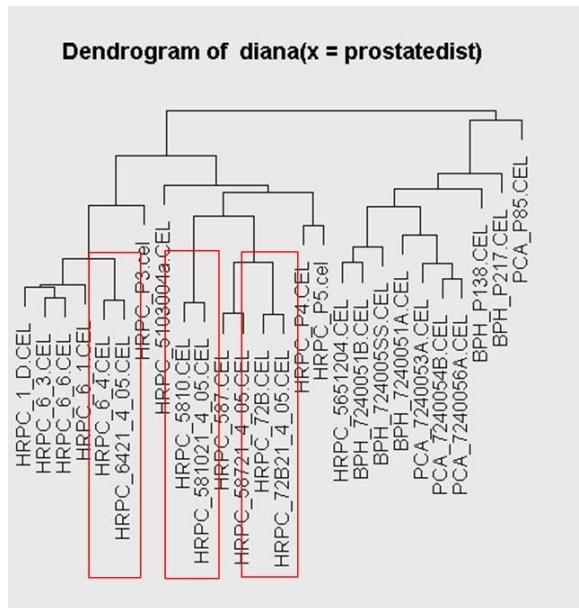 Dendrogram of diana(x = prostatedist)
HRPC_1_D.CEL
HRPC_6_3.CEL
HRPC_6_6.CEL
HRPC_6_1.CEL
HRPC_6_4.CEL
HRPC_6421_4_05.CEL
HRPC_P3.cel
HRPC_5103004a.CEL
HRPC_5810.CEL
HRPC_581021_4_05.CEL
HRPC_587.CEL
HRPC_58721_4_05.CEL
HRPC_72B.CEL
HRPC_72B21_4_05.CEL
HRPC_P4.CEL
HRPC_P5.cel
HRPC_5651204.CEL
BPH_7240051B.CEL
BPH_724005SS.CEL
BPH_7240051A.CEL
PCA_7240053A.CEL
PCA_7240054B.CEL
PCA_7240056A.CEL
BPH_P138.CEL
BPH_P217.CEL
PCA_P85.CEL